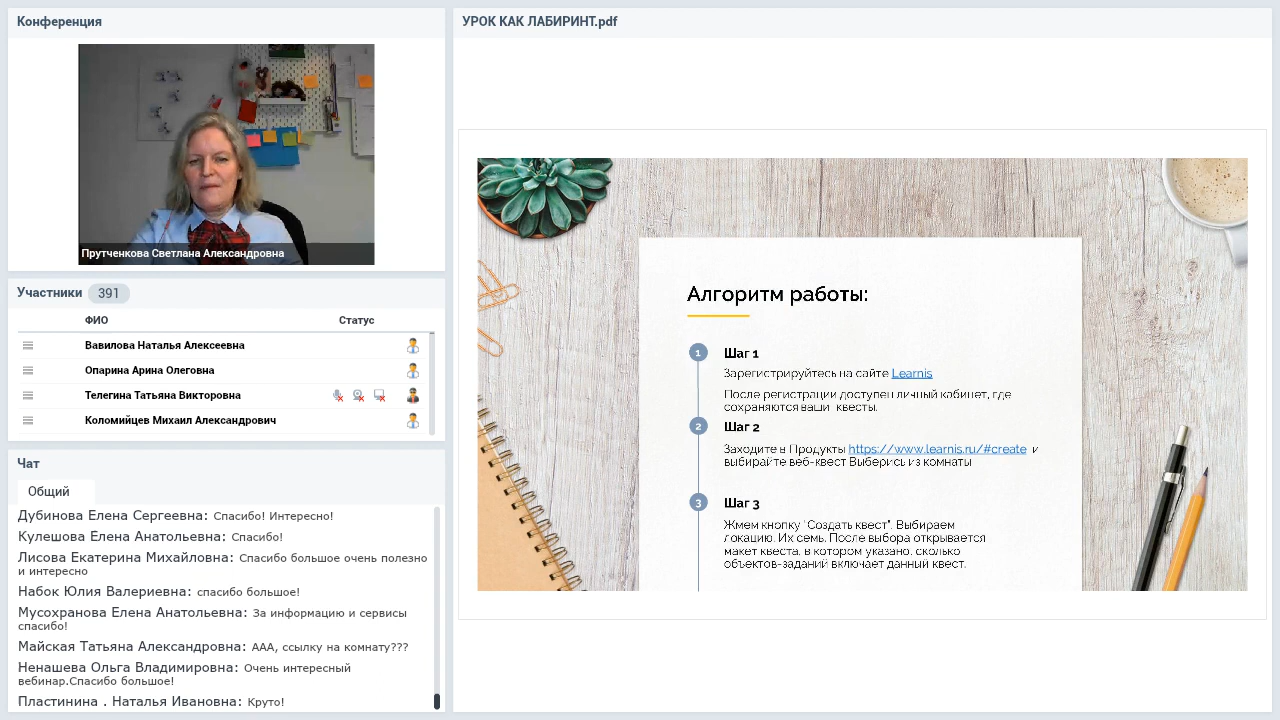 Конференция
Прутченкова Светлана Александровна
Участники 391
ФИО Статус
Вавилова Наталья Алексеевна
Опарина Арина Олеговна
Телегина Татьяна Викторовна
Коломийцев Михаил Александрович
Чат
Общий
Дубинова Елена Сергеевна: Спасибо! Интересно!
Кулешова Елена Анатольевна: Спасибо!
Лисова Екатерина Михайловна: Спасибо большое очень полезно
и интересно
Набок Юлия Валериевна: спасибо большое!
Мусохранова Елена Анатольевна: За информацию и сервисы
спасибо!
Майская Татьяна Александровна: ААА, ссылку на комнату???
Ненашева Ольга Владимировна: Очень интересный
вебинар.Спасибо большое!
Пластинина . Наталья Ивановна: Круто!
УРОК КАК ЛАБИРИНТ.pdf
Алгоритм работы:
1 Шаг 1
Зарегистрируйтесь на сайте Learnis
После регистрации доступен личный кабинет, где
сохраняются ваши квесты.
2 Шаг 2
Заходите в Продукты https://www.learnis.ru/#create и
выбирайте веб-квест Выберись из комнаты
3 Шаг 3
Жмем кнопку "Создать квест". Выбираем
локацию. Их семь. После выбора открывается
макет квеста, в котором указано, сколько
объектов-заданий включает данный квест.